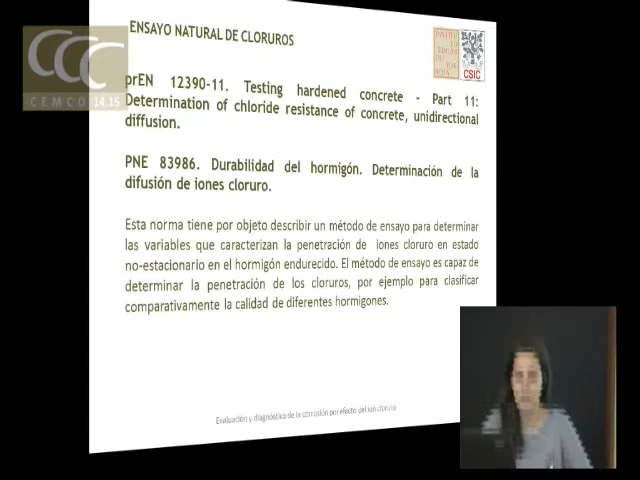 ENSAYO NATURAL DE CLORUROS
CCC
CEMCO 14.15
INSTITU
CSIC
prEN 12390-11. Testing hardened concrete - Part 11:
Determination of chloride resistance of concrete, unidirectional
diffusion.
PNE 83986. Durabilidad del hormigón. Determinación de la
difusión de iones cloruro.
Esta norma tiene por objeto describir un método de ensayo para determinar
las variables que caracterizan la penetración de iones cloruro en estado
no-estacionario en el hormigón endurecido. El método de ensayo es capaz de
determinar la penetración de los cloruros, por ejemplo para clasificar
comparativamente la calidad de diferentes hormigones.
Evaluación y diagnóstico de la corrosión por efecto del ion cloruro